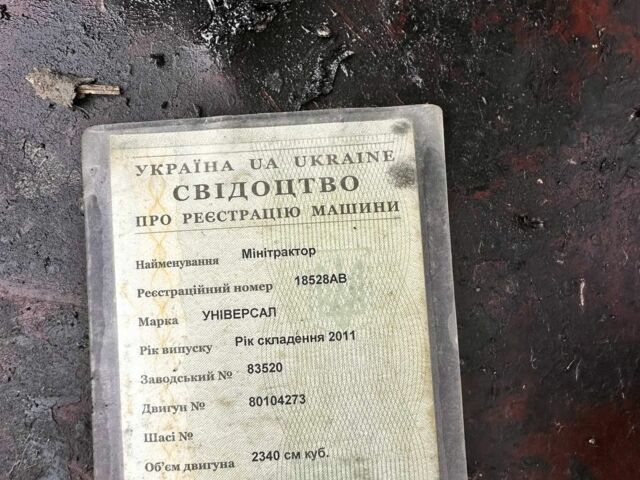 УКРАЇНА UA UKRAINE
СВІДОЦТВО
ПРО РЕЄСТРАЦІЮ МАШИНИ
Найменування Мінітрактор
Реєстраційний номер 18528АВ
Марка УНІВЕРСАЛ
Рік випуску Рік складення 2011
Заводський № 83520
Двигун № 80104273
Шасі №
Об'єм двигуна 2340 см куб.